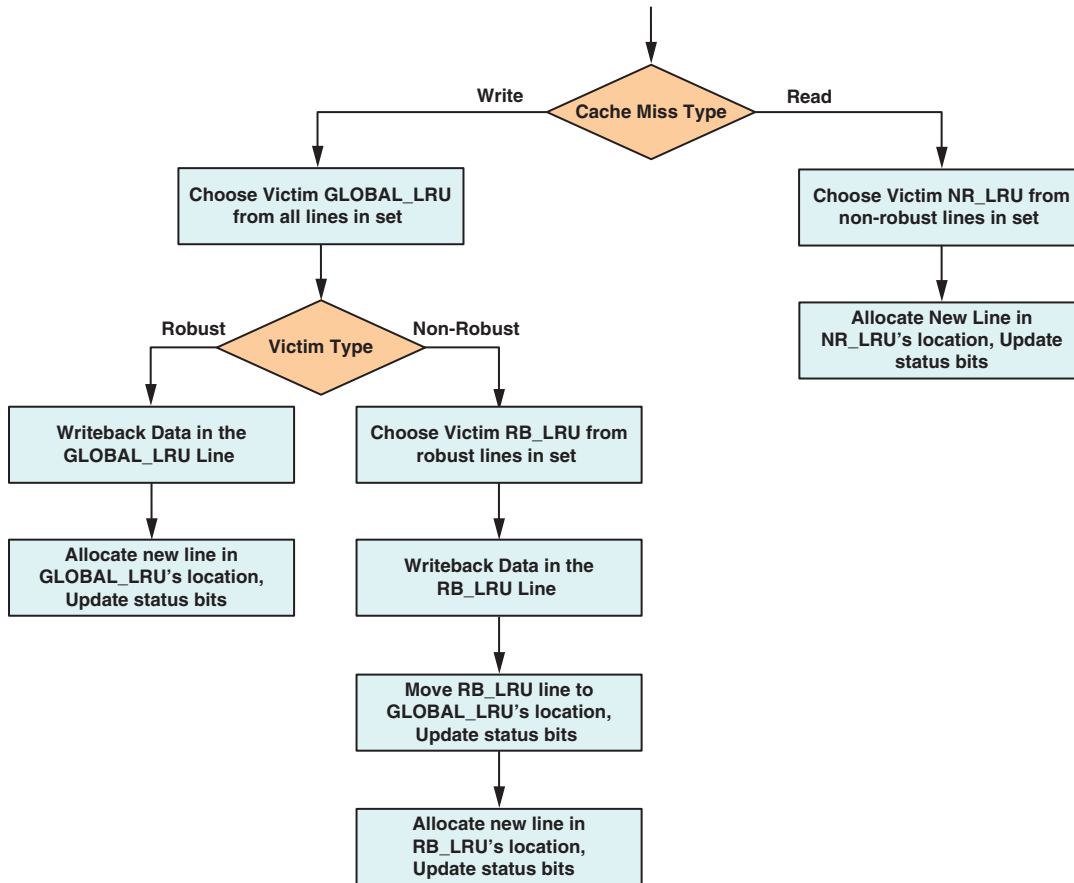 Write
Cache Miss Type
Read
Choose Victim GLOBAL_LRU
from all lines in set
Choose Victim NR_LRU from
non-robust lines in set
Robust
Victim Type
Non-Robust
Allocate New Line in
NR_LRU's location, Update
status bits
Writeback Data in the
GLOBAL_LRU Line
Choose Victim RB_LRU from
robust lines in set
Allocate new line in
GLOBAL_LRU's location,
Update status bits
Writeback Data in the
RB_LRU Line
Move RB_LRU line to
GLOBAL_LRU's location,
Update status bits
Allocate new line in
RB_LRU's location,
Update status bits